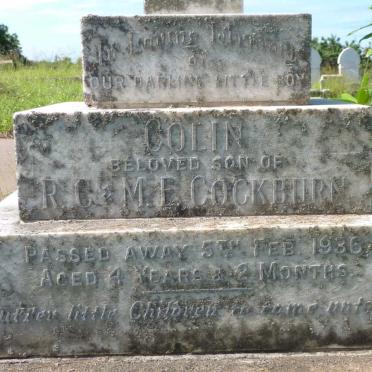 In Loving Memory
OF
OUR DARLING LITTLE BOY
COLIN
BELOVED SON OF
R.G. & M.E. COCKBURN
PASSED AWAY 5TH FEB 1936
AGED 4 YEARS & 2 MONTHS
little Children to come unto